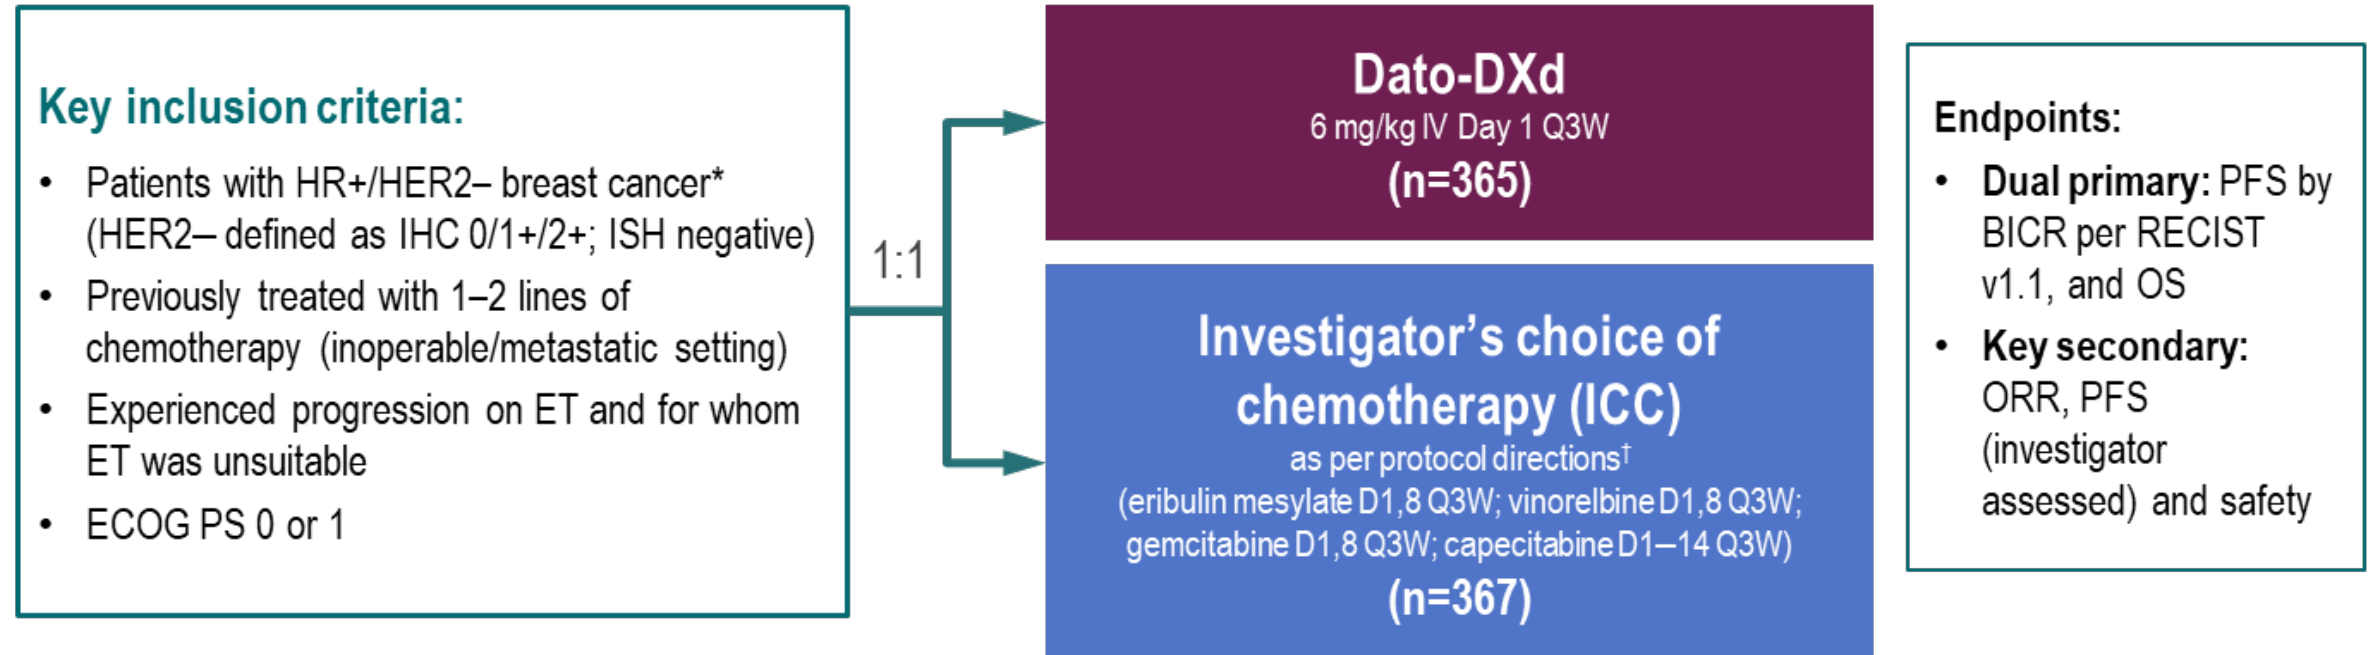 Key inclusion criteria:
• Patients with HR+/HER2– breast cancer*
(HER2– defined as IHC 0/1+/2+; ISH negative)
• Previously treated with 1–2 lines of
chemotherapy (inoperable/metastatic setting)
• Experienced progression on ET and for whom
ET was unsuitable
• ECOG PS 0 or 1
1:1
Dato-DXd
6 mg/kg IV Day 1 Q3W
(n=365)
Investigator's choice of
chemotherapy (ICC)
as per protocol directions†
(eribulin mesylate D1,8 Q3W; vinorelbine D1,8 Q3W;
gemcitabine D1,8 Q3W; capecitabine D1–14 Q3W)
(n=367)
Endpoints:
• Dual primary: PFS by
BICR per RECIST
v1.1, and OS
• Key secondary:
ORR, PFS
(investigator
assessed) and safety